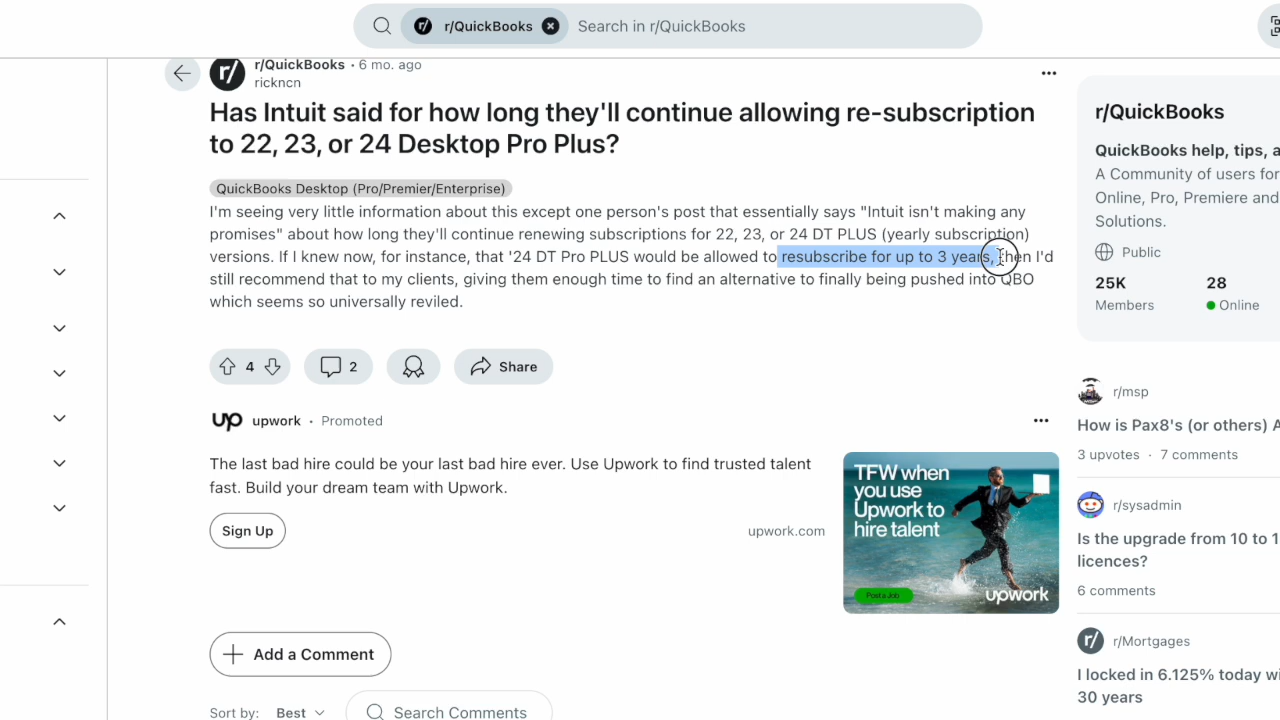 r/QuickBooks
Search in r/QuickBooks
r/QuickBooks • 6 mo. ago
rickncn
Has Intuit said for how long they'll continue allowing re-subscription
to 22, 23, or 24 Desktop Pro Plus?
QuickBooks Desktop (Pro/Premier/Enterprise)
I'm seeing very little information about this except one person's post that essentially says "Intuit isn't making any
promises" about how long they'll continue renewing subscriptions for 22, 23, or 24 DT PLUS (yearly subscription)
versions. If I knew now, for instance, that '24 DT Pro PLUS would be allowed to resubscribe for up to 3 years, then I'd
still recommend that to my clients, giving them enough time to find an alternative to finally being pushed into QBO
which seems so universally reviled.
4
2
Share
up upwork • Promoted
The last bad hire could be your last bad hire ever. Use Upwork to find trusted talent
fast. Build your dream team with Upwork.
Sign Up
upwork.com
TFW when
you use
Upwork to
hire talent
Post a Job
upwork
Add a Comment
Sort by: Best
Search Comments
r/QuickBooks
QuickBooks help, tips, a
A Community of users for
Online, Pro, Premiere and
Solutions.
Public
25K 28
Members Online
r/msp
How is Pax8's (or others) A
3 upvotes · 7 comments
r/sysadmin
Is the upgrade from 10 to 1
licences?
6 comments
r/Mortgages
I locked in 6.125% today wi
30 years